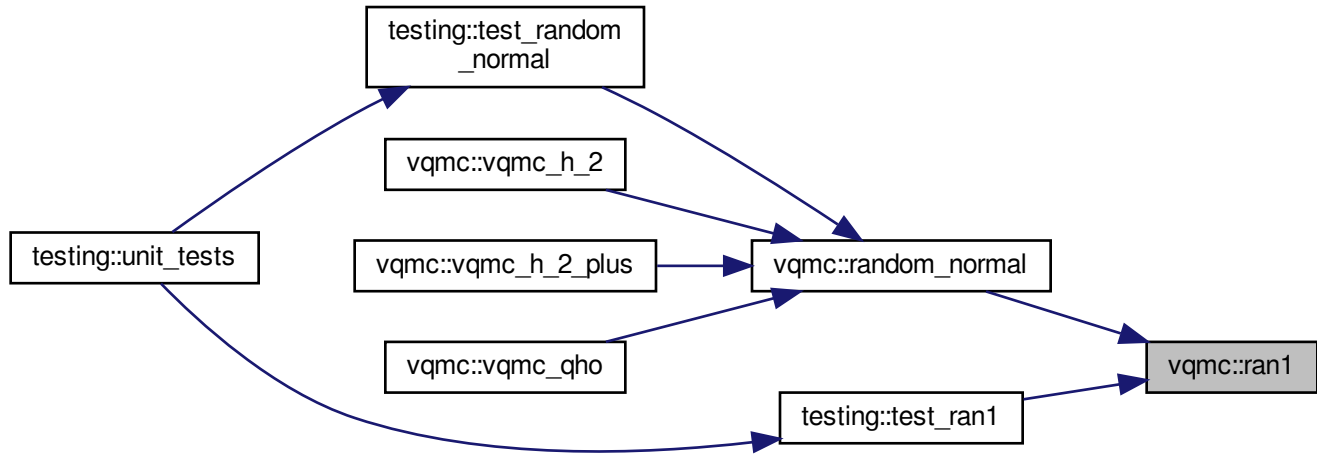 testing::test_random
_normal
vqmc::vqmc_h_2
testing::unit_tests
vqmc::vqmc_h_2_plus
vqmc::random_normal
vqmc::vqmc_qho
vqmc::ran1
testing::test_ran1